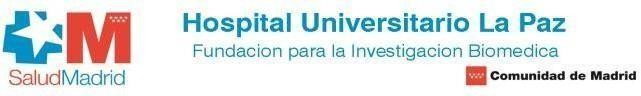 Hospital Universitario La Paz
Fundacion para la Investigacion Biomedica
M
SaludMadrid
Comunidad de Madrid